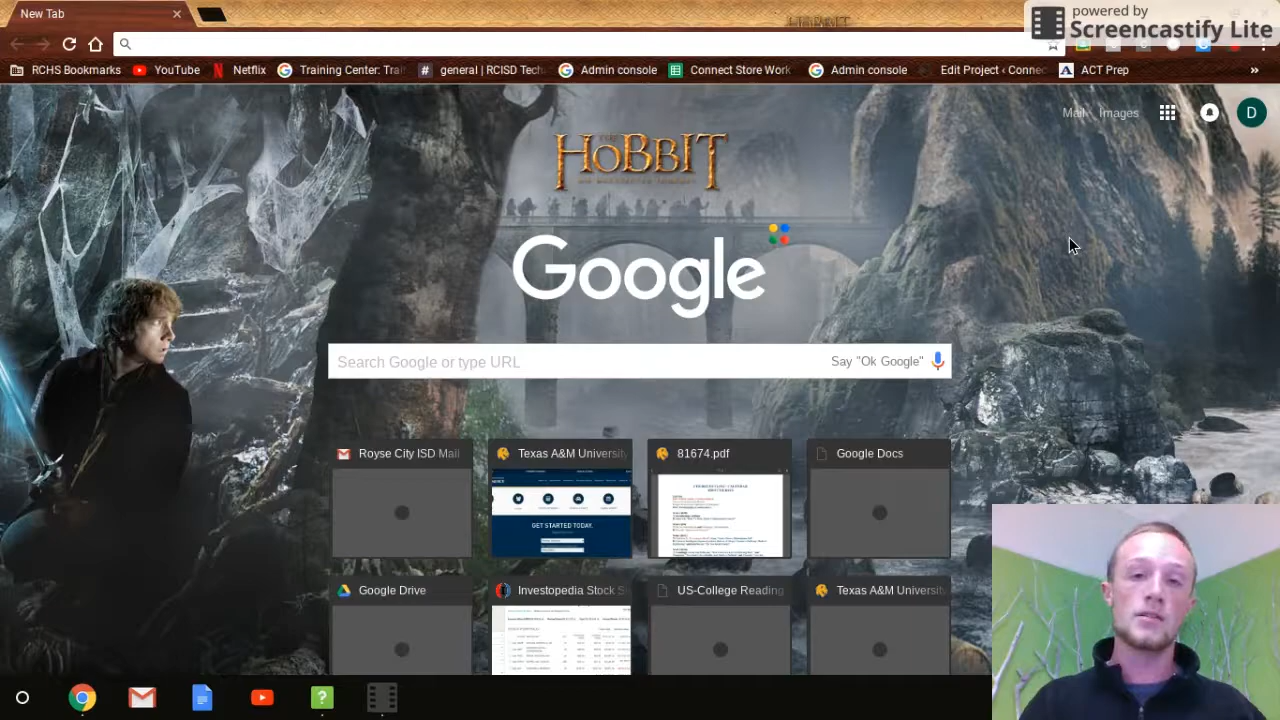 New Tab
powered by
Screencastify Lite
RCHS Bookmarks
YouTube
Netflix
Training Center: Trai
general | RCISD Tech
Admin console
Connect Store Work
Admin console
Edit Project ‹ Connec
ACT Prep
»
Mail
Images
D
THE
HOBBIT
Google
Search Google or type URL
Say "Ok Google"
Royse City ISD Mail
Texas A&M University
81674.pdf
Google Docs
GET STARTED TODAY.
Google Drive
Investopedia Stock S
US-College Reading
Texas A&M University